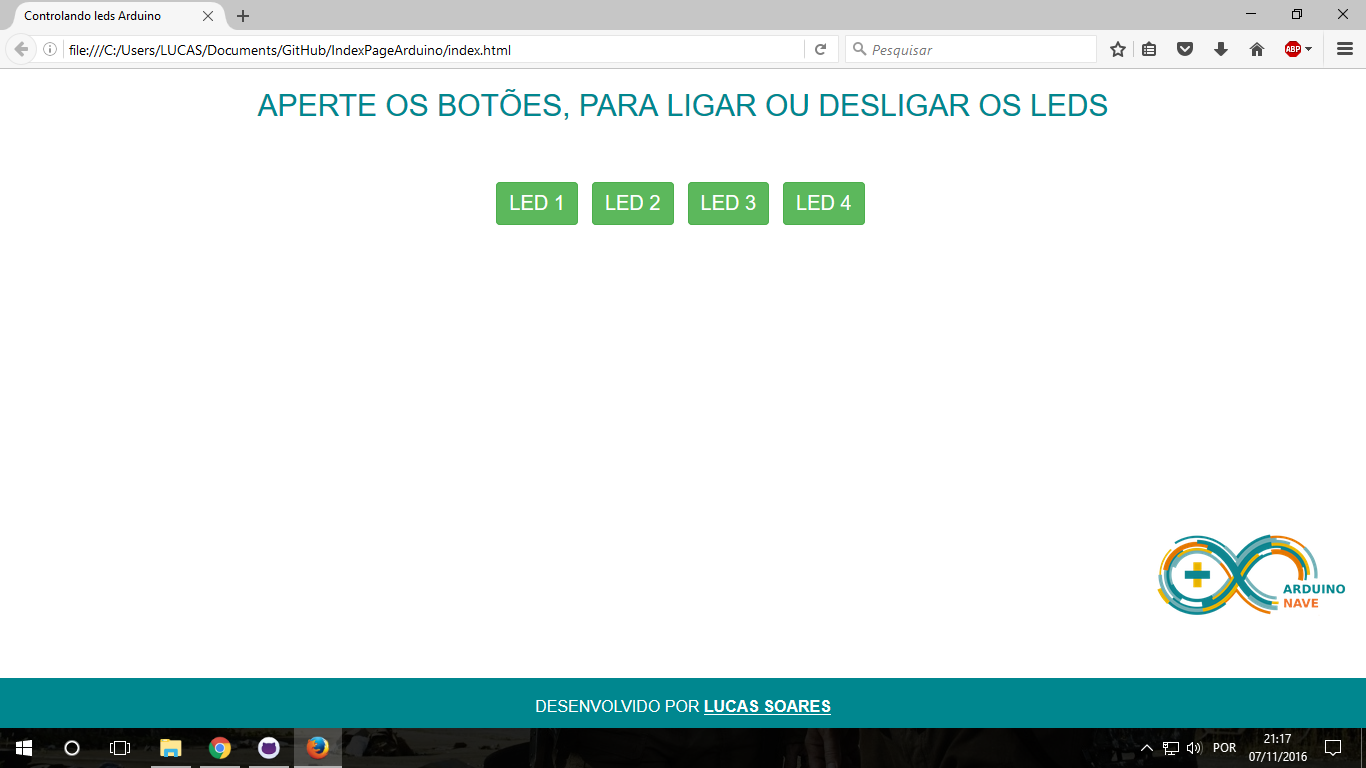 Controlando leds Arduino
file:///C:/Users/LUCAS/Documents/GitHub/IndexPageArduino/index.html
Pesquisar
ABP
APERTE OS BOTÕES, PARA LIGAR OU DESLIGAR OS LEDS
LED 1 LED 2 LED 3 LED 4
ARDUINO
NAVE
DESENVOLVIDO POR LUCAS SOARES
POR
21:17
07/11/2016